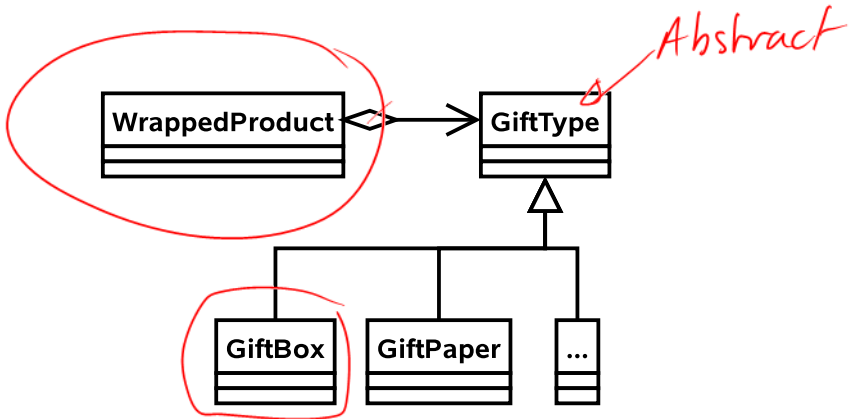 Abstract
WrappedProduct
GiftType
GiftBox
GiftPaper
...